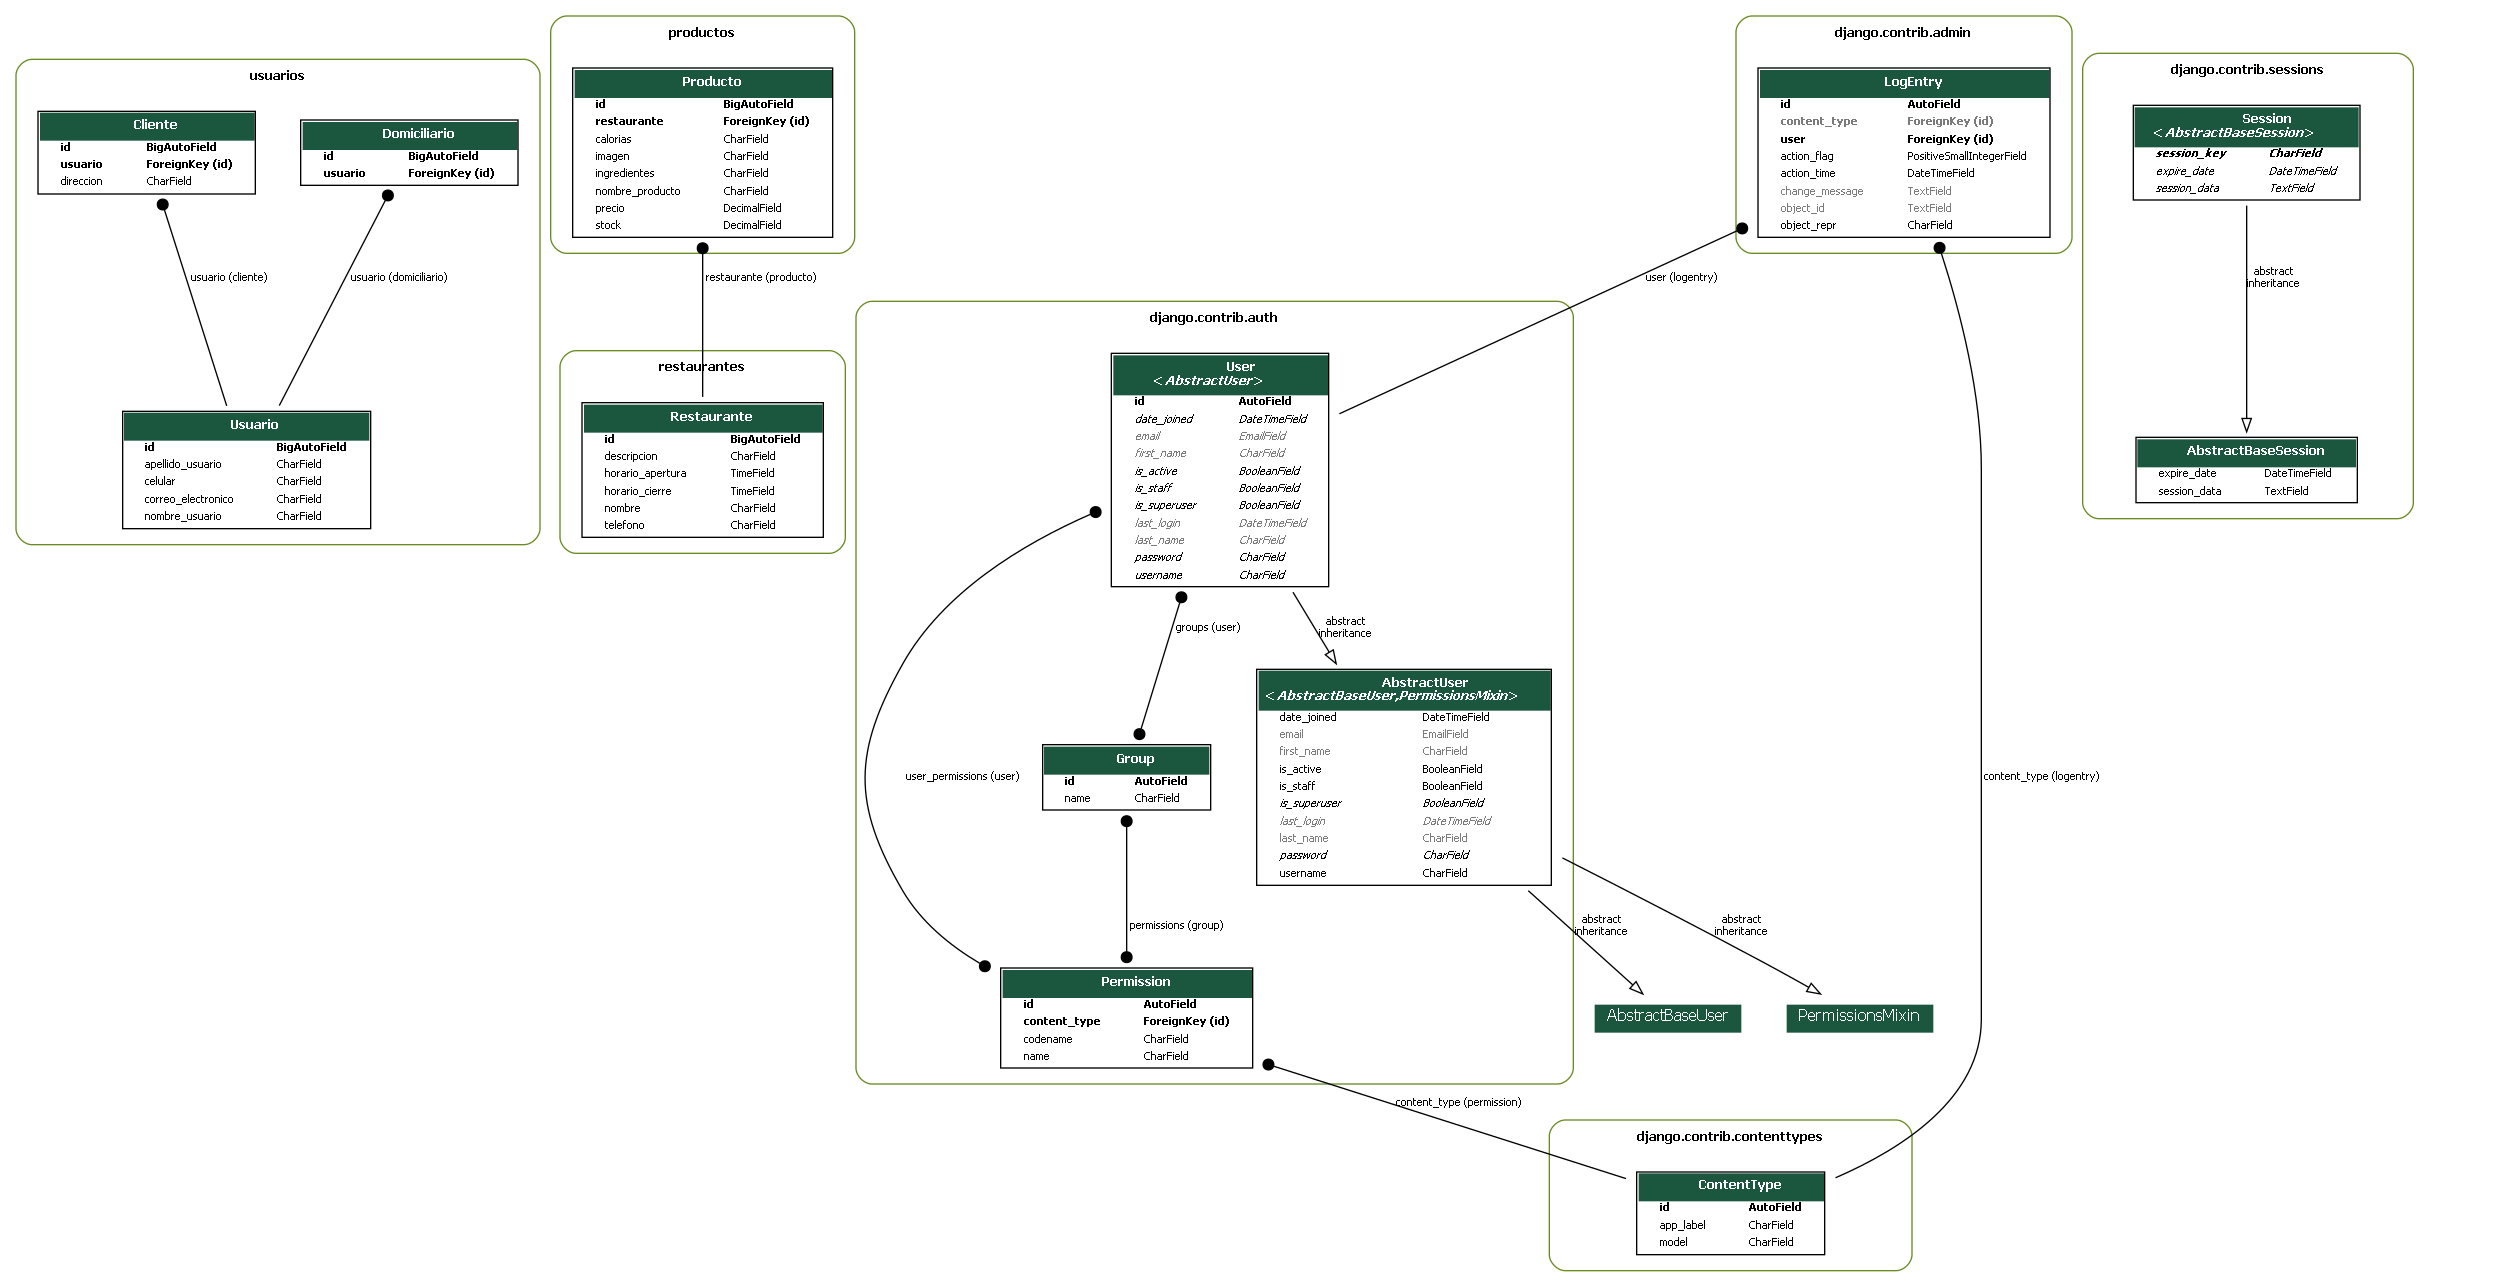 usuarios
Cliente
id BigAutoField
usuario ForeignKey (id)
direccion CharField
Domiciliario
id BigAutoField
usuario ForeignKey (id)
usuario (cliente)
usuario (domiciliario)
Usuario
id BigAutoField
apellido_usuario CharField
celular CharField
correo_electronico CharField
nombre_usuario CharField
productos
Producto
id BigAutoField
restaurante ForeignKey (id)
calorias CharField
imagen CharField
ingredientes CharField
nombre_producto CharField
precio DecimalField
stock DecimalField
restaurante (producto)
restaurantes
Restaurante
id BigAutoField
descripcion CharField
horario_apertura TimeField
horario_cierre TimeField
nombre CharField
telefono CharField
django.contrib.admin
LogEntry
id AutoField
content_type ForeignKey (id)
user ForeignKey (id)
action_flag PositiveSmallIntegerField
action_time DateTimeField
change_message TextField
object_id TextField
object_repr CharField
user (logentry)
content_type (logentry)
django.contrib.sessions
Session
<AbstractBaseSession>
session_key CharField
expire_date DateTimeField
session_data TextField
abstract
inheritance
AbstractBaseSession
expire_date DateTimeField
session_data TextField
django.contrib.auth
User
<AbstractUser>
id AutoField
date_joined DateTimeField
email EmailField
first_name CharField
is_active BooleanField
is_staff BooleanField
is_superuser BooleanField
last_login DateTimeField
last_name CharField
password CharField
username CharField
groups (user)
abstract
inheritance
user_permissions (user)
AbstractUser
<AbstractBaseUser,PermissionsMixin>
date_joined DateTimeField
email EmailField
first_name CharField
is_active BooleanField
is_staff BooleanField
is_superuser BooleanField
last_login DateTimeField
last_name CharField
password CharField
username CharField
Group
id AutoField
name CharField
permissions (group)
abstract
inheritance
abstract
inheritance
AbstractBaseUser
PermissionsMixin
Permission
id AutoField
content_type ForeignKey (id)
codename CharField
name CharField
content_type (permission)
django.contrib.contenttypes
ContentType
id AutoField
app_label CharField
model CharField